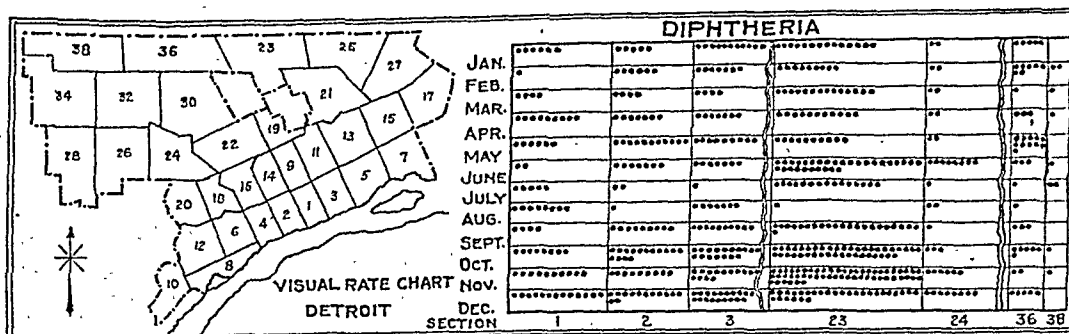 DIPHTHERIA
38 36 23 25 27
34 32 30 21 17
19 13 15
28 26 24 22 11 7
9 14 16 5
20 18 3
12 6 4 2 1
8
10
VISUAL RATE CHART
DETROIT
JAN.
FEB.
MAR.
APR.
MAY
JUNE
JULY
AUG.
SEPT.
OCT.
NOV.
DEC.
SECTION 1 2 3 23 24 36 38